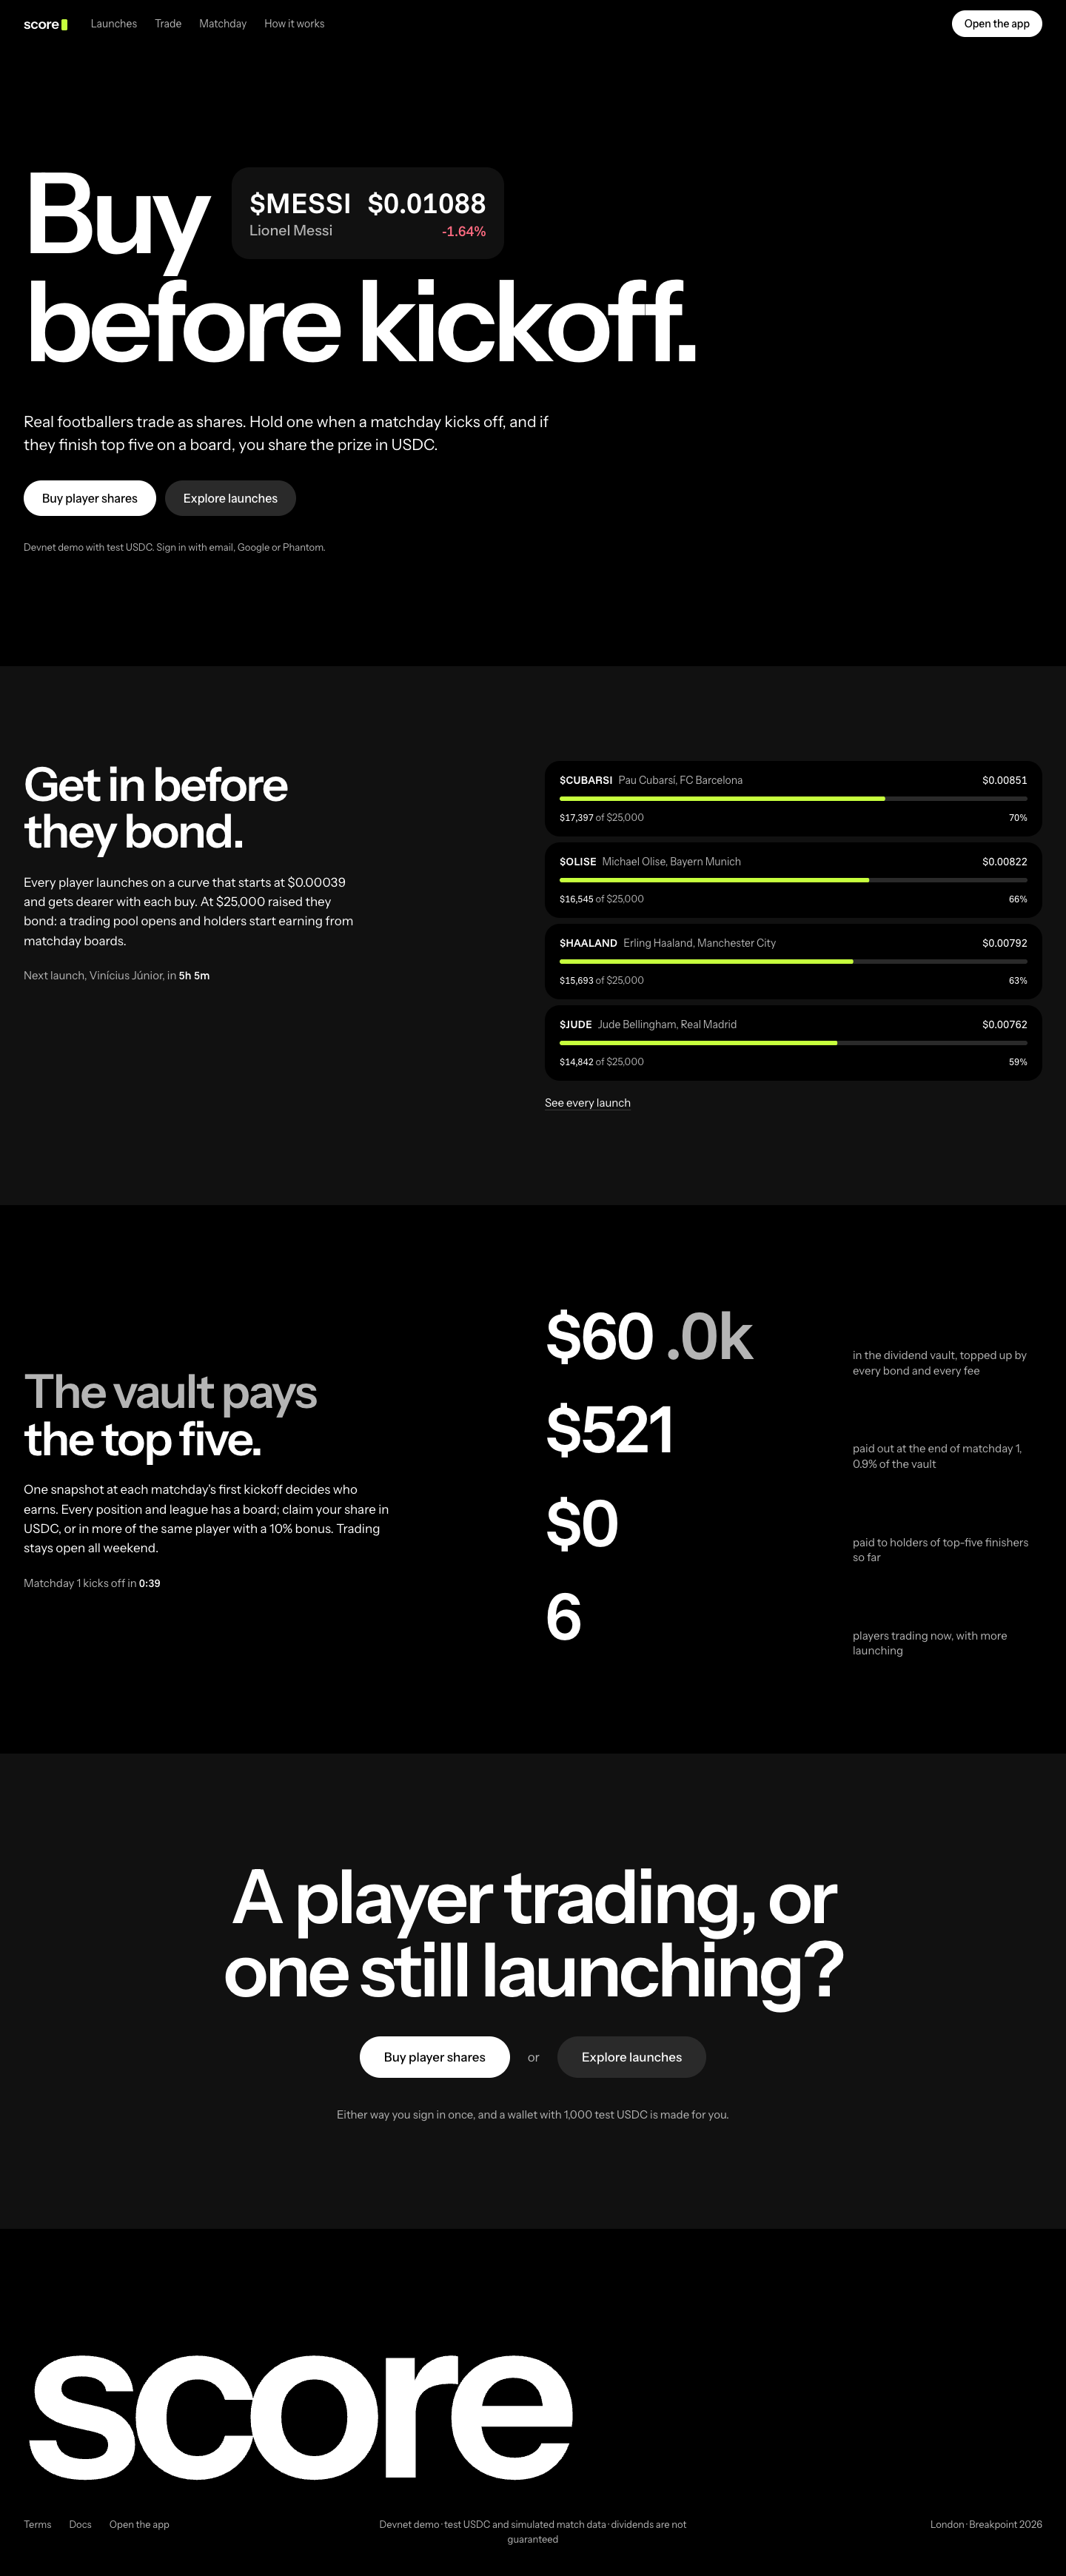 score
Launches
Trade
Matchday
How it works
Open the app
Buy
$MESSI $0.01088
Lionel Messi -1.64%
before kickoff.
Real footballers trade as shares. Hold one when a matchday kicks off, and if
they finish top five on a board, you share the prize in USDC.
Buy player shares
Explore launches
Devnet demo with test USDC. Sign in with email, Google or Phantom.
Get in before
they bond.
Every player launches on a curve that starts at $0.00039
and gets dearer with each buy. At $25,000 raised they
bond: a trading pool opens and holders start earning from
matchday boards.
Next launch, Vinícius Júnior, in 5h 5m
$CUBARSI Pau Cubarsí, FC Barcelona $0.00851
$17,397 of $25,000 70%
$OLISE Michael Olise, Bayern Munich $0.00822
$16,545 of $25,000 66%
$HAALAND Erling Haaland, Manchester City $0.00792
$15,693 of $25,000 63%
$JUDE Jude Bellingham, Real Madrid $0.00762
$14,842 of $25,000 59%
See every launch
The vault pays
the top five.
One snapshot at each matchday's first kickoff decides who
earns. Every position and league has a board; claim your share in
USDC, or in more of the same player with a 10% bonus. Trading
stays open all weekend.
Matchday 1 kicks off in 0:39
$60 .0k
in the dividend vault, topped up by
every bond and every fee
$521
paid out at the end of matchday 1,
0.9% of the vault
$0
paid to holders of top-five finishers
so far
6
players trading now, with more
launching
A player trading, or
one still launching?
Buy player shares
or
Explore launches
Either way you sign in once, and a wallet with 1,000 test USDC is made for you.
score
Terms
Docs
Open the app
Devnet demo · test USDC and simulated match data · dividends are not
guaranteed
London · Breakpoint 2026